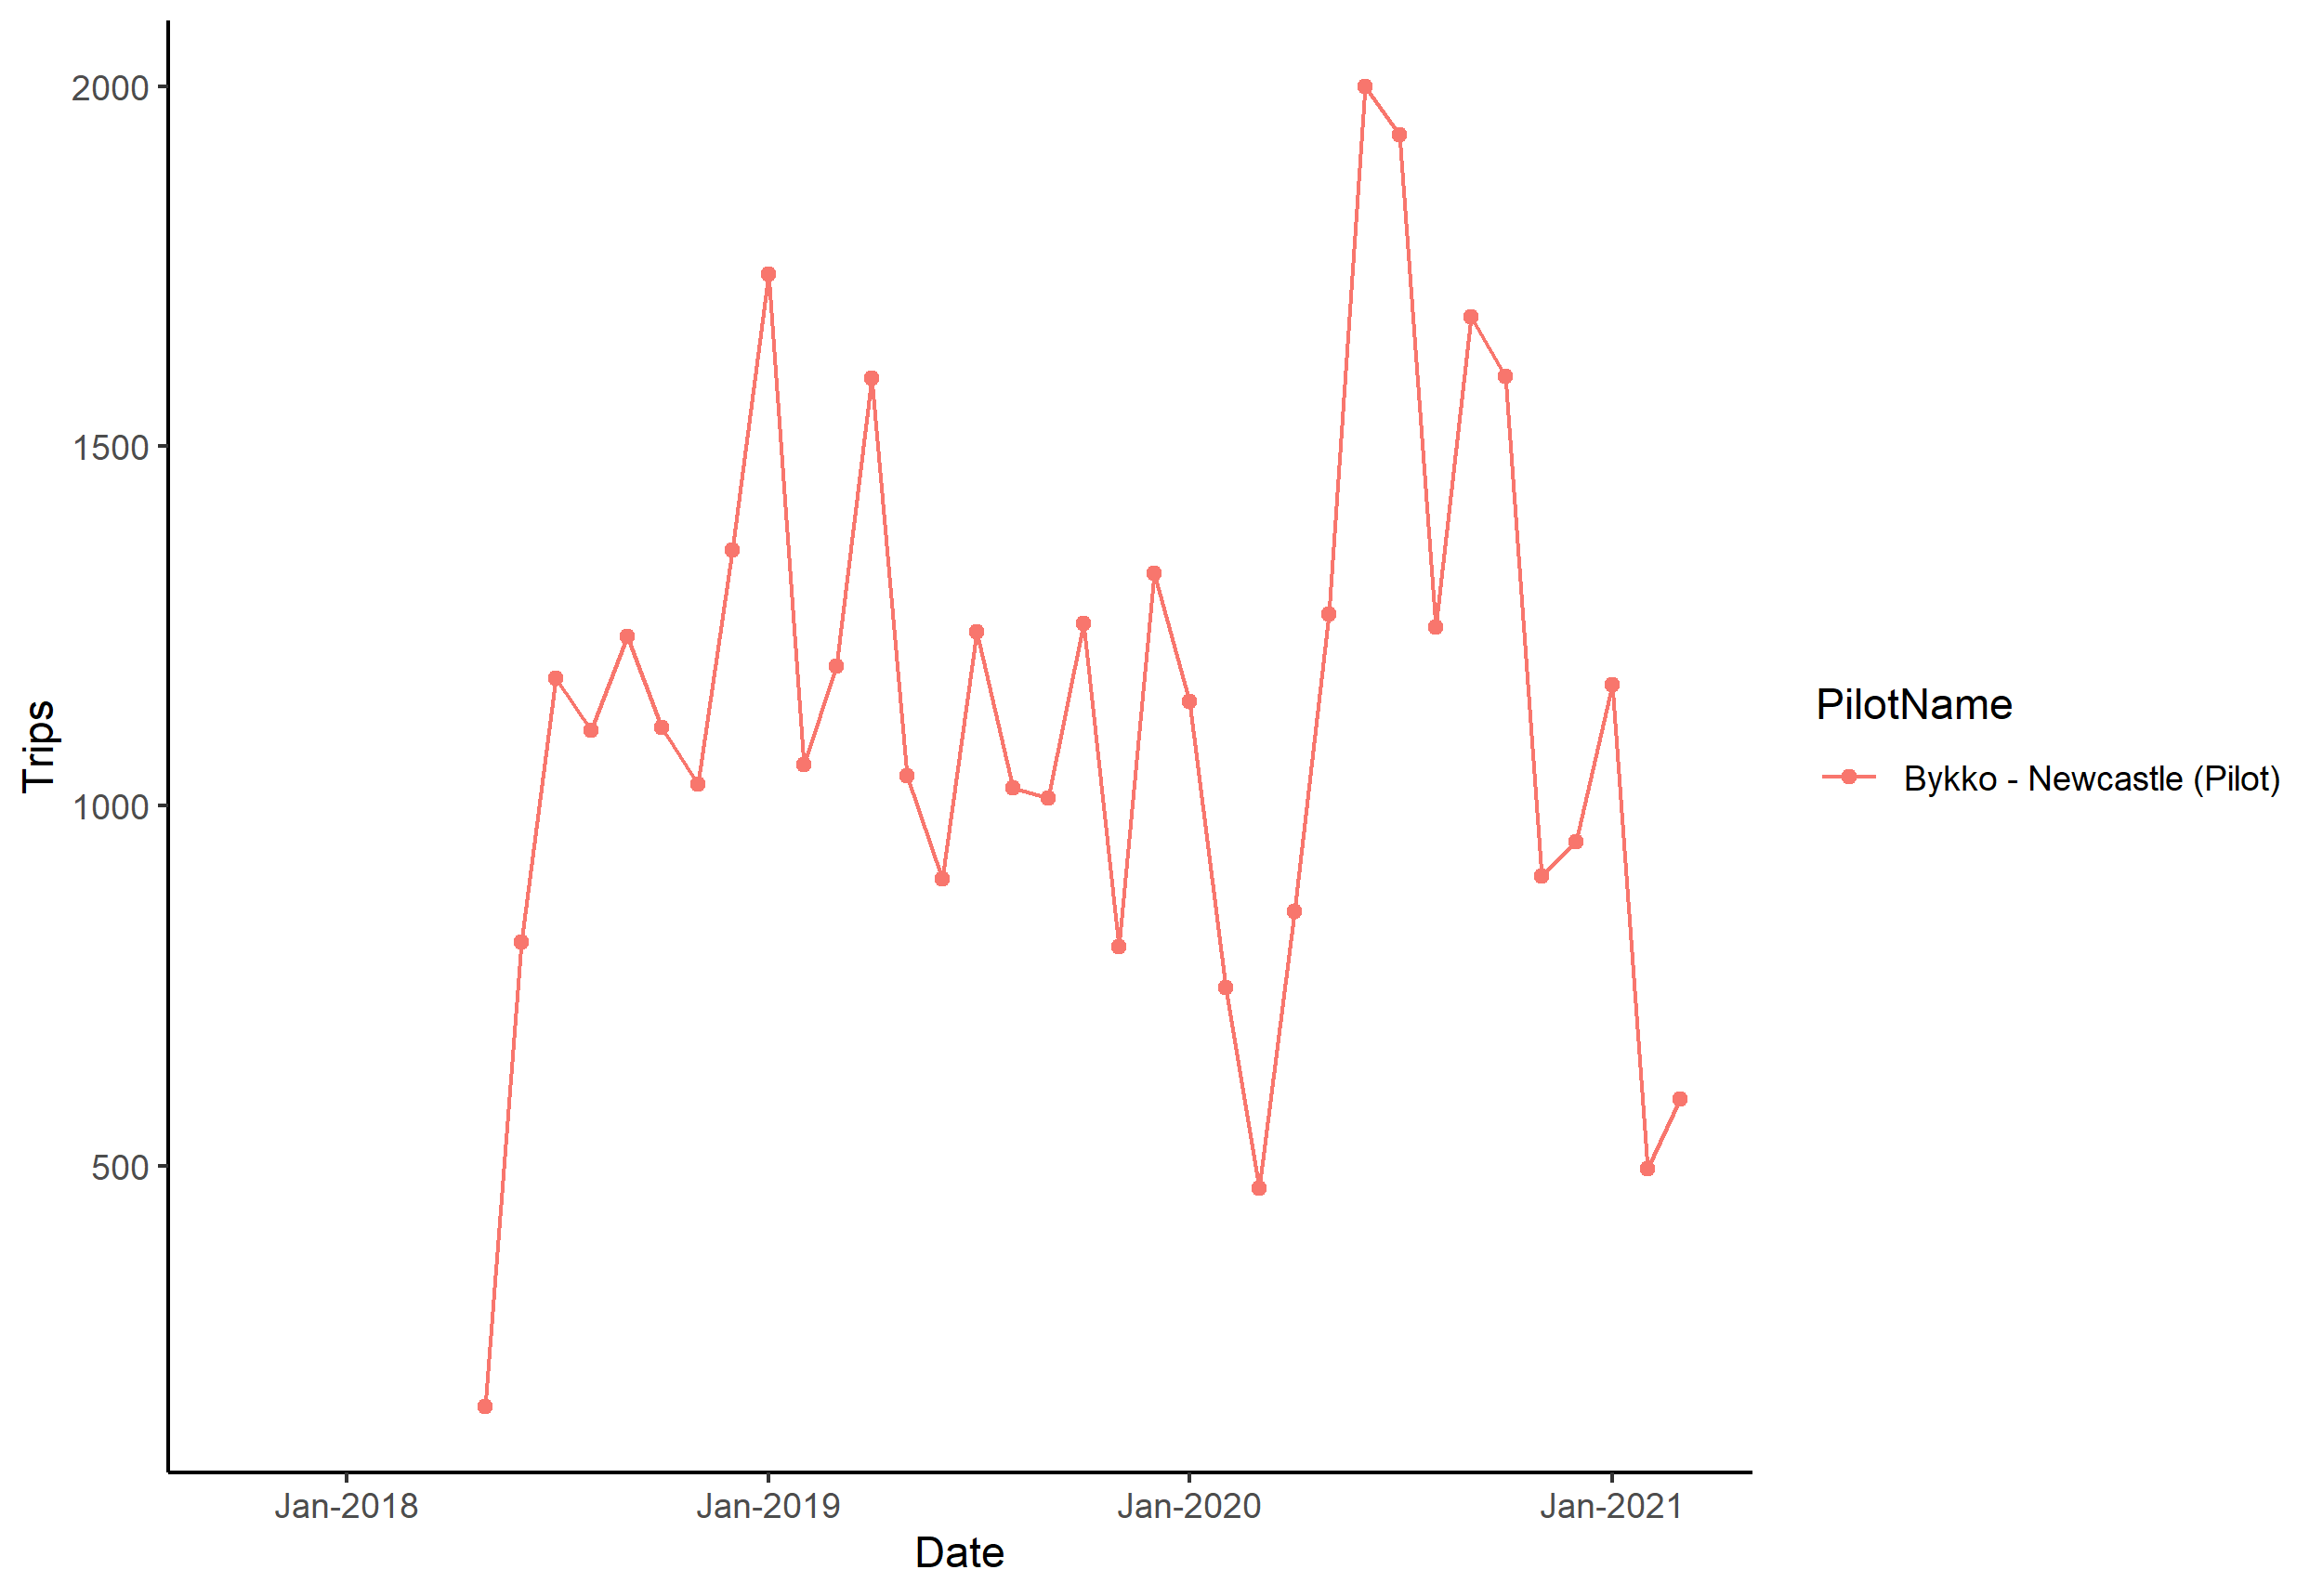 2000
1500
1000
500
Trips
Jan-2018 Jan-2019 Jan-2020 Jan-2021
Date
PilotName
Bykko - Newcastle (Pilot)